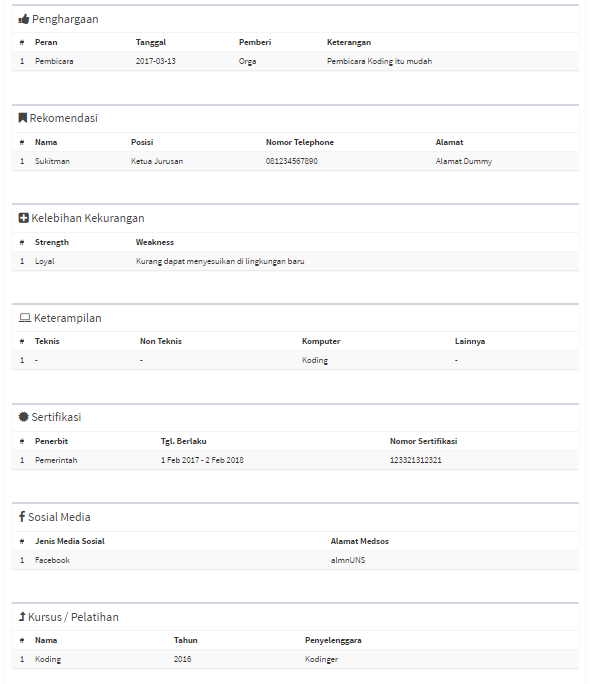 Penghargaan
# Peran Tanggal Pemberi Keterangan
1 Pembicara 2017-03-13 Orga Pembicara Koding itu mudah
Rekomendasi
# Nama Posisi Nomor Telephone Alamat
1 Sukitman Ketua Jurusan 081234567890 Alamat Dummy
Kelebihan Kekurangan
# Strength Weakness
1 Loyal Kurang dapat menyesuikan di lingkungan baru
Keterampilan
# Teknis Non Teknis Komputer Lainnya
1 - - Koding -
Sertifikasi
# Penerbit Tgl. Berlaku Nomor Sertifikasi
1 Pemerintah 1 Feb 2017 - 2 Feb 2018 123321312321
Sosial Media
# Jenis Media Sosial Alamat Medsos
1 Facebook almnUNS
Kursus / Pelatihan
# Nama Tahun Penyelenggara
1 Koding 2016 Kodinger